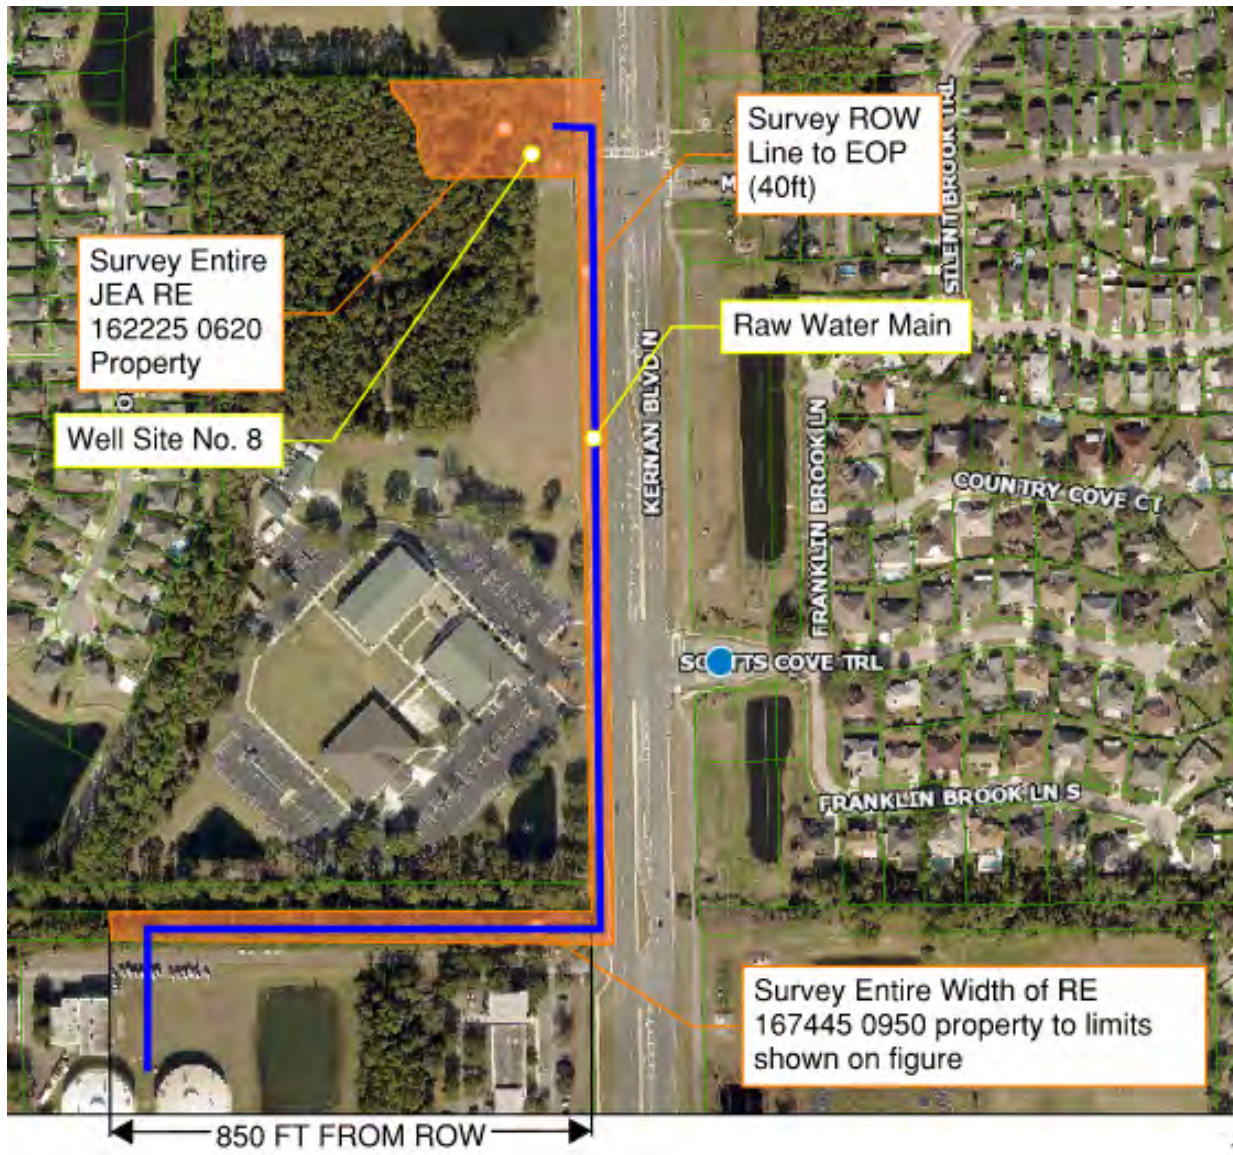 Survey ROW
Line to EOP
(40ft)
Survey Entire
JEA RE
162225 0620
Property
Raw Water Main
Well Site No. 8
KERNAN BLVD N
FRANKLIN BROOK LN
COUNTRY COVE CT
COTTS COVE TRL
FRANKLIN BROOK LN S
Survey Entire Width of RE
167445 0950 property to limits
shown on figure
850 FT FROM ROW